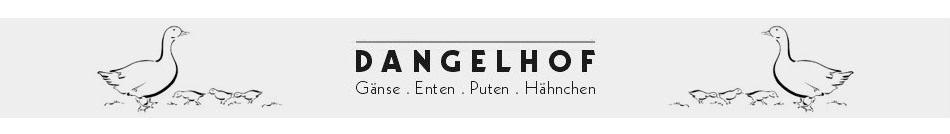 DANGELHOF
Gänse . Enten . Puten . Hähnchen